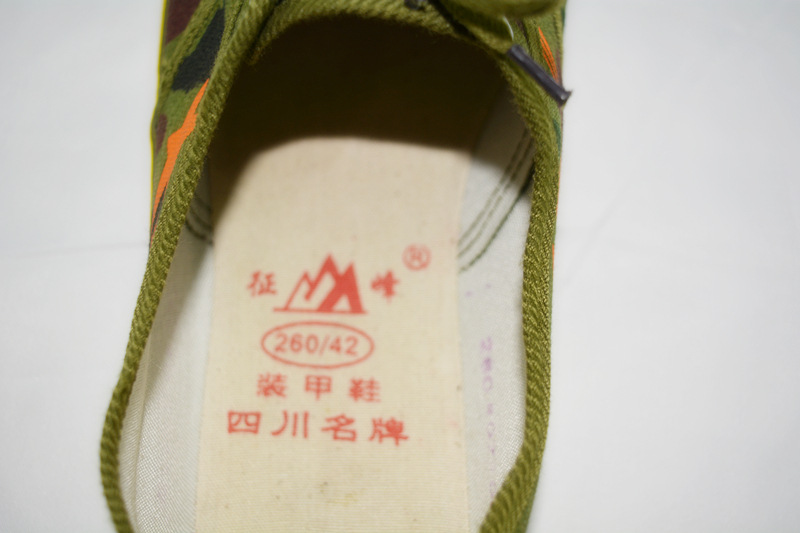 征 峰 ®
260/42
装甲鞋
四川名牌